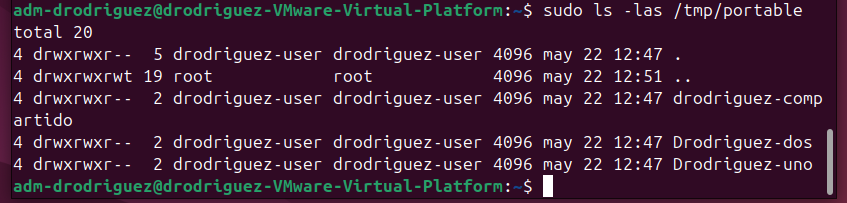 adm-drodriguez@drodriguez-VMware-Virtual-Platform:~$ sudo ls -las /tmp/portable
total 20
4 drwxrwxr--  5 drodriguez-user drodriguez-user 4096 may 22 12:47 .
4 drwxrwxrwt 19 root            root            4096 may 22 12:51 ..
4 drwxrwxr--  2 drodriguez-user drodriguez-user 4096 may 22 12:47 drodriguez-comp
artido
4 drwxrwxr--  2 drodriguez-user drodriguez-user 4096 may 22 12:47 Drodriguez-dos
4 drwxrwxr--  2 drodriguez-user drodriguez-user 4096 may 22 12:47 Drodriguez-uno
adm-drodriguez@drodriguez-VMware-Virtual-Platform:~$